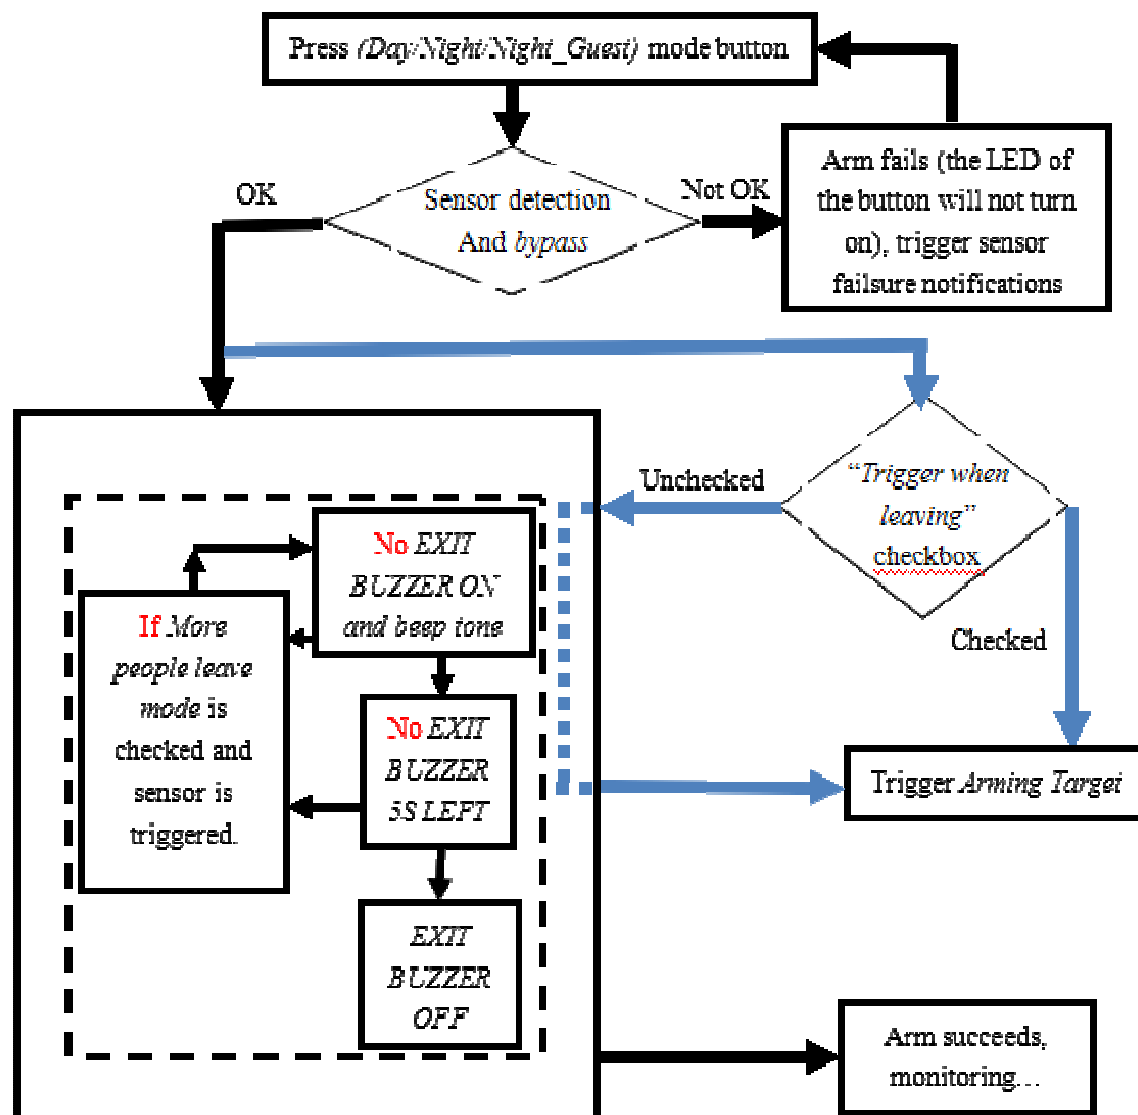 Press (Day/Night/Night_Guest) mode button
OK
Sensor detection
And bypass
Not OK
Arm fails (the LED of
the button will not turn
on), trigger sensor
failsure notifications
Unchecked
“Trigger when
leaving”
checkbox
Checked
No EXIT
BUZZER ON
and beep tone
If More
people leave
mode is
checked and
sensor is
triggered.
No EXIT
BUZZER
5S LEFT
Trigger Arming Target
EXIT
BUZZER
OFF
Arm succeeds,
monitoring…